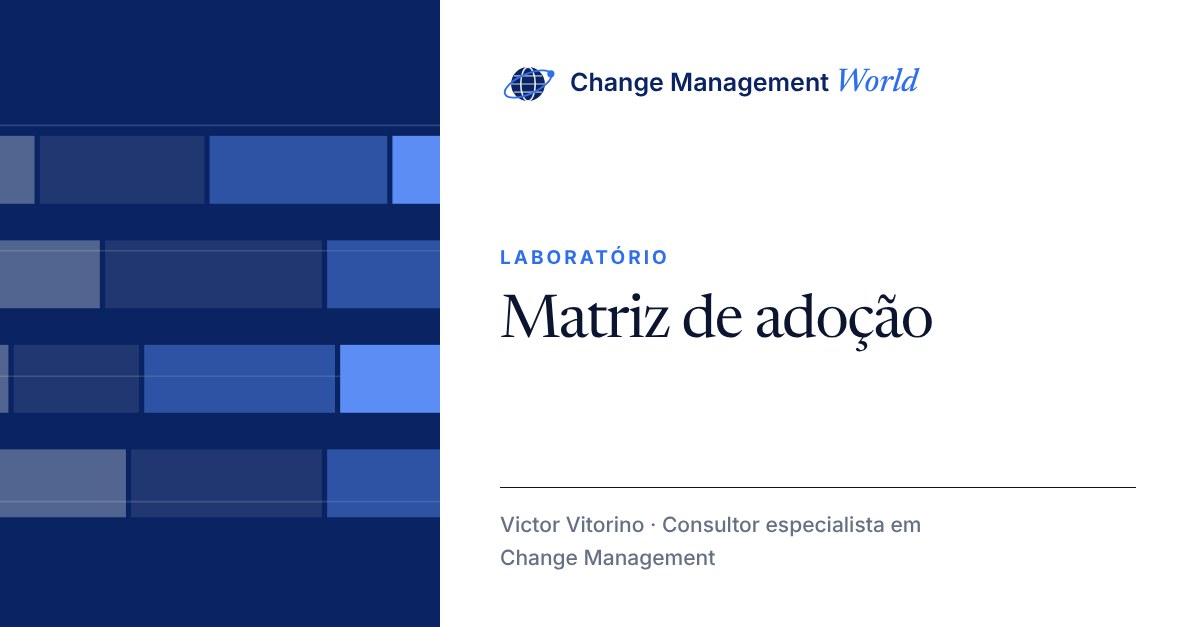 Change Management World
LABORATÓRIO
Matriz de adoção
Victor Vitorino · Consultor especialista em
Change Management